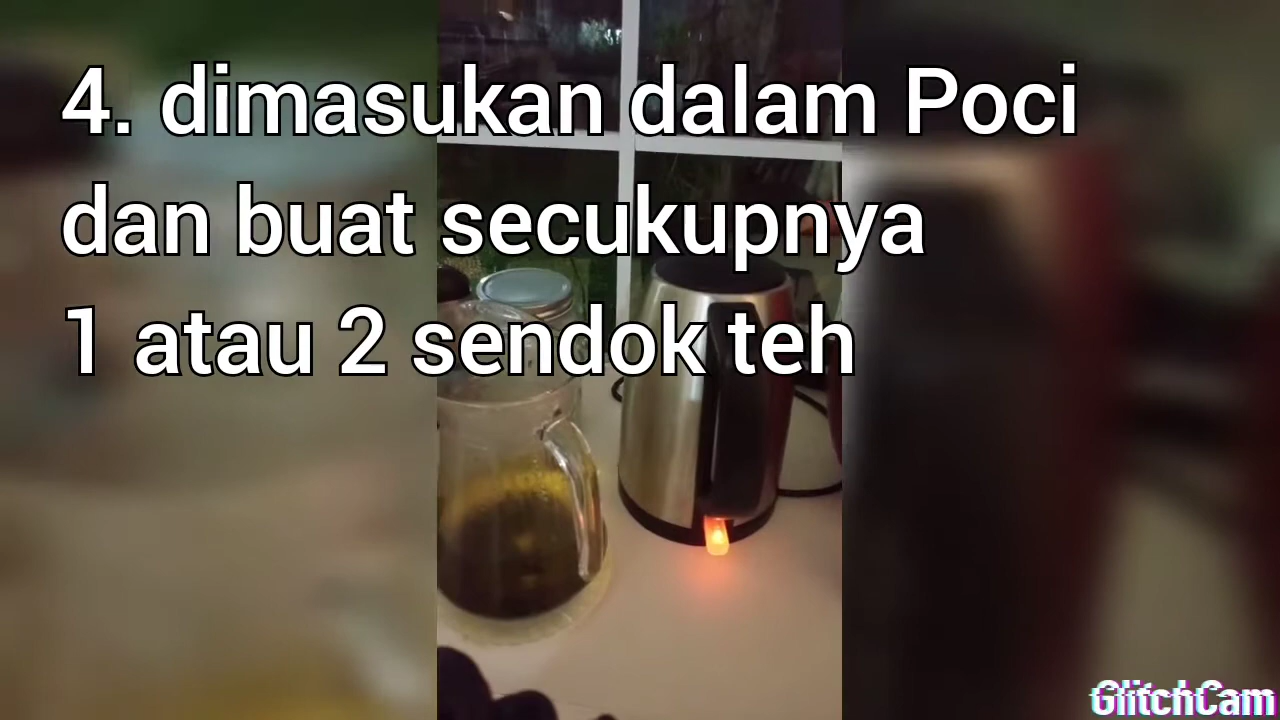 4. dimasukan dalam Poci
dan buat secukupnya
1 atau 2 sendok teh
GlitchCam